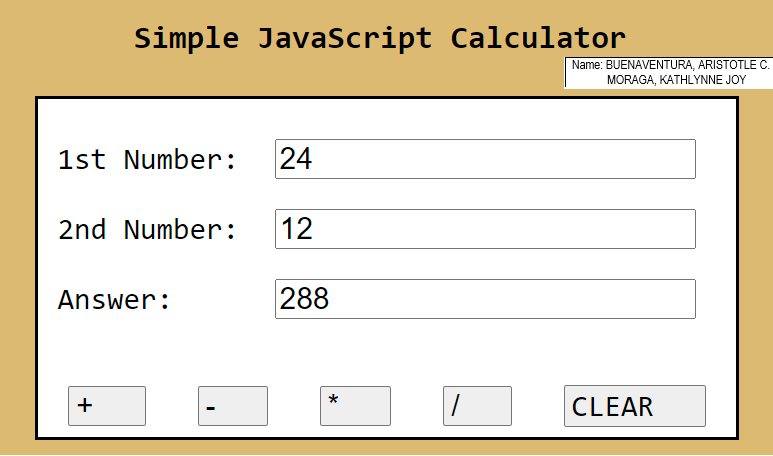 Simple JavaScript Calculator
Name: BUENAVENTURA, ARISTOTLE C.
MORAGA, KATHLYNNE JOY
1st Number: 24
2nd Number: 12
Answer: 288
+ - * / CLEAR